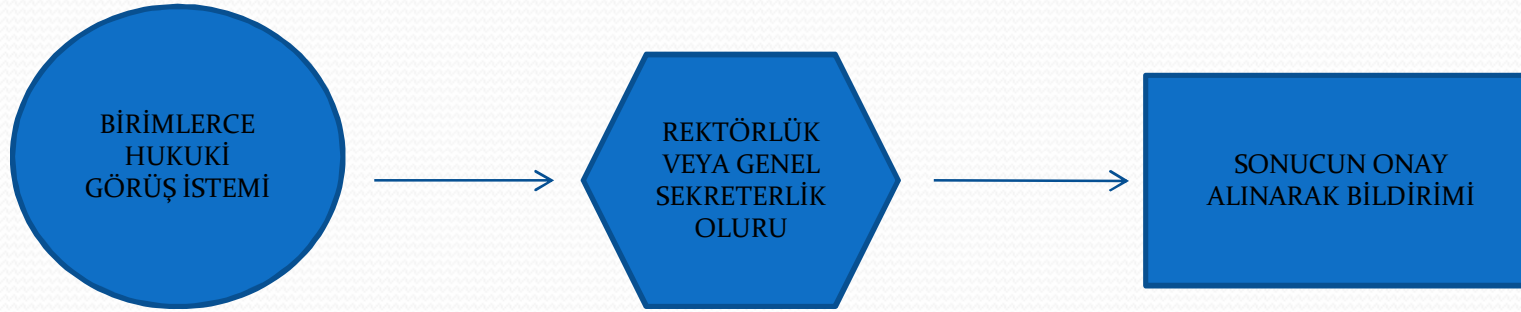 BİRİMLERCE
HUKUKİ
GÖRÜŞ İSTEMİ
REKTÖRLÜK
VEYA GENEL
SEKRETERLİK
OLURU
SONUCUN ONAY
ALINARAK BİLDİRİMİ